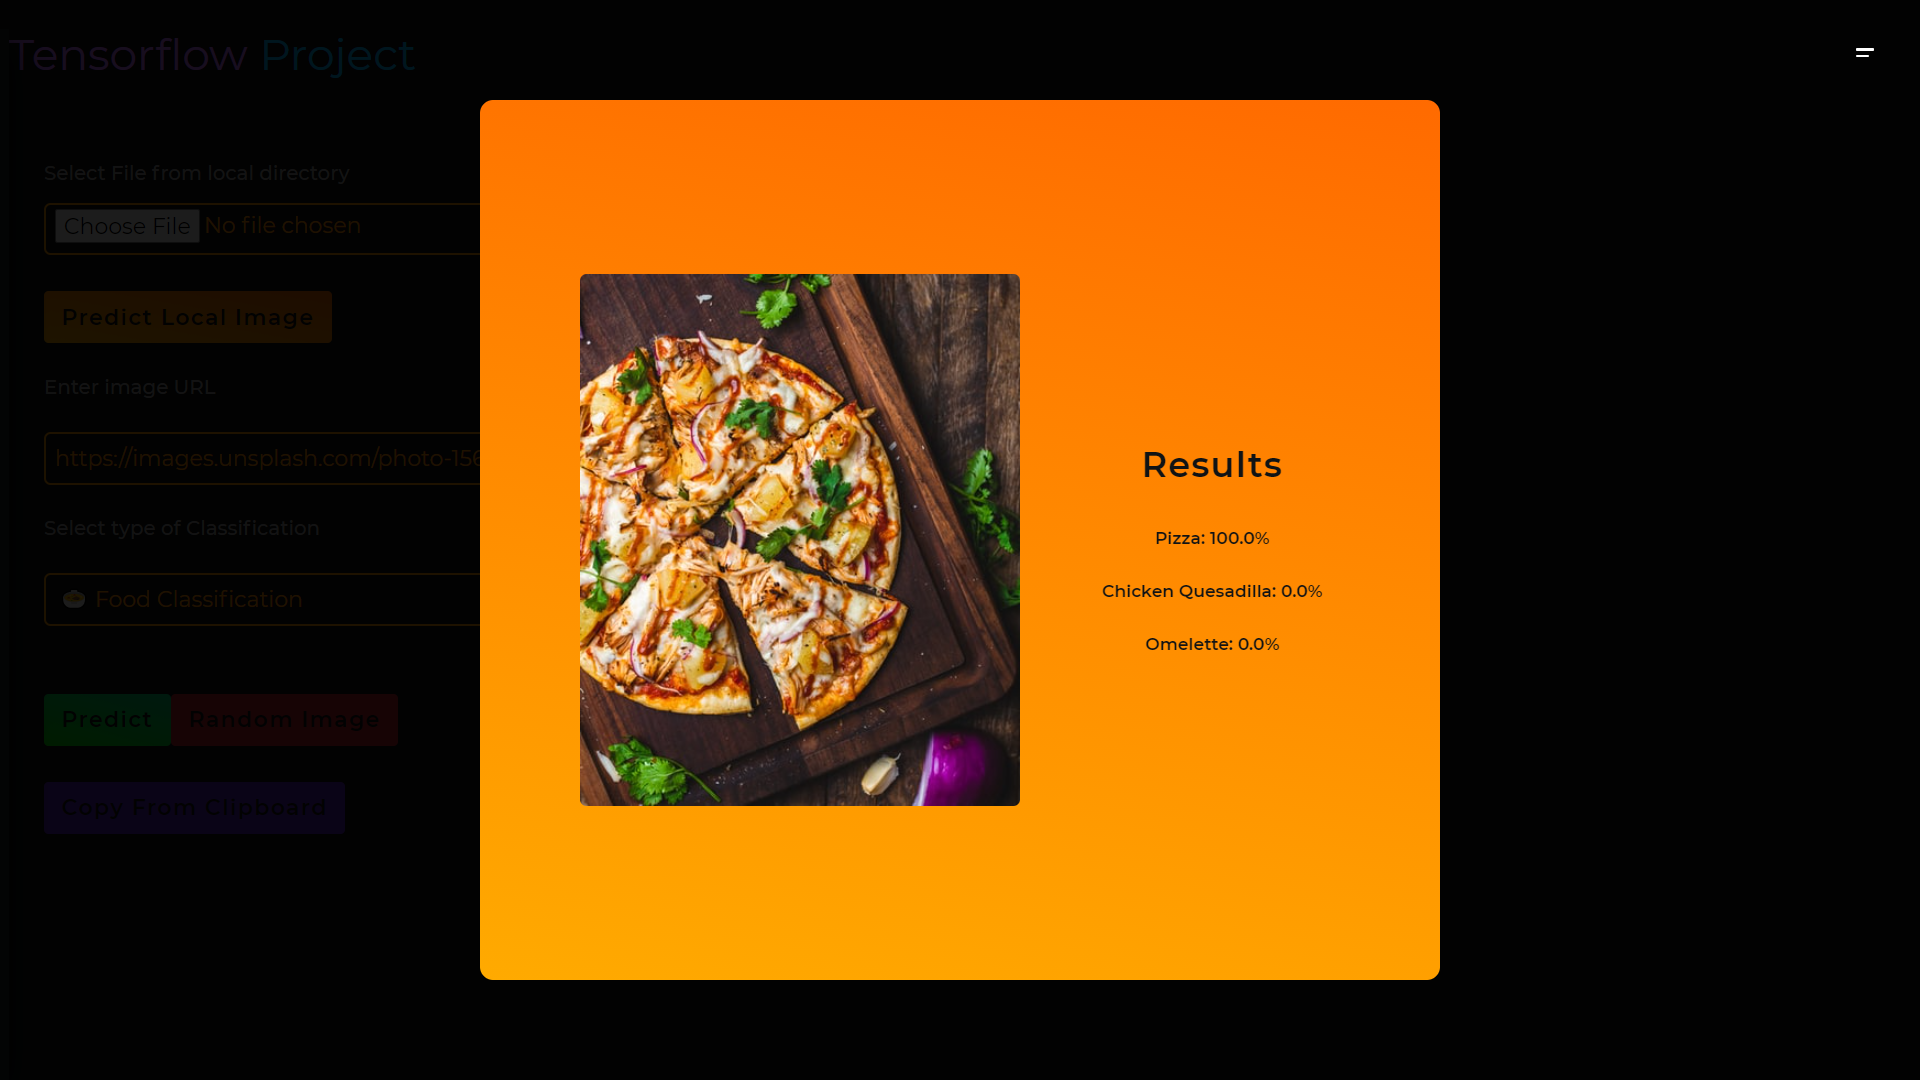 Tensorflow Project
Select File from local directory
Choose File No file chosen
Predict Local Image
Enter image URL
https://images.unsplash.com/photo-156
Select type of Classification
Food Classification
Predict
Random Image
Copy From Clipboard
Results
Pizza: 100.0%
Chicken Quesadilla: 0.0%
Omelette: 0.0%